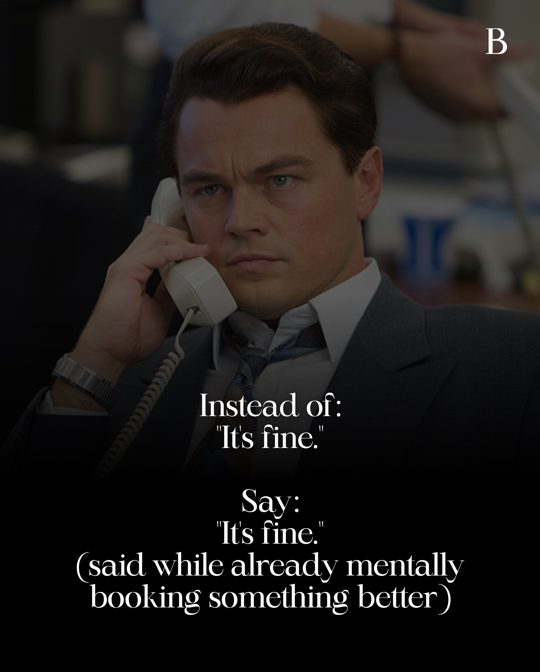 B
Instead of:
"It's fine."
Say:
"It's fine."
(said while already mentally
booking something better)